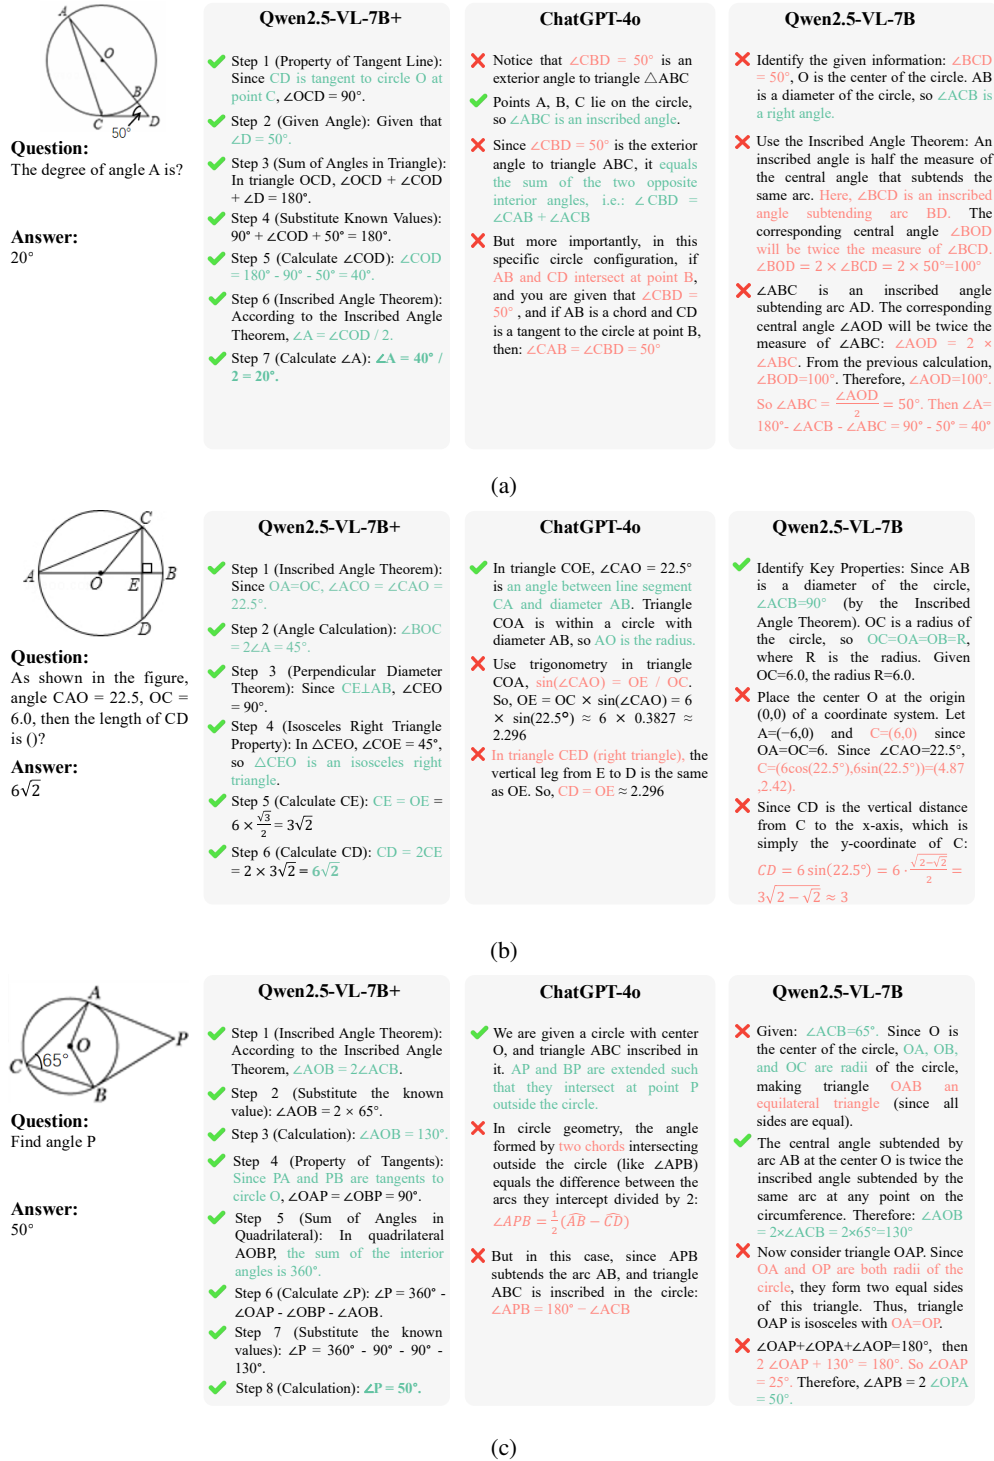 A
O
B
C
D
50°
Question:
The degree of angle A is?
Answer:
20°
Qwen2.5-VL-7B+
Step 1 (Property of Tangent Line):
Since CD is tangent to circle O at
point C, ∠OCD = 90°.
Step 2 (Given Angle): Given that
∠D = 50°.
Step 3 (Sum of Angles in Triangle):
In triangle OCD, ∠OCD + ∠COD
+ ∠D = 180°.
Step 4 (Substitute Known Values):
90° + ∠COD + 50° = 180°.
Step 5 (Calculate ∠COD): ∠COD
= 180° - 90° - 50° = 40°.
Step 6 (Inscribed Angle Theorem):
According to the Inscribed Angle
Theorem, ∠A = ∠COD / 2.
Step 7 (Calculate ∠A): ∠A = 40° /
2 = 20°.
ChatGPT-4o
Notice that ∠CBD = 50° is an
exterior angle to triangle △ABC
Points A, B, C lie on the circle,
so ∠ABC is an inscribed angle.
Since ∠CBD = 50° is the exterior
angle to triangle ABC, it equals
the sum of the two opposite
interior angles, i.e.: ∠ CBD =
∠CAB + ∠ACB
But more importantly, in this
specific circle configuration, if
AB and CD intersect at point B,
and you are given that ∠CBD =
50° , and if AB is a chord and CD
is a tangent to the circle at point B,
then: ∠CAB = ∠CBD = 50°
Qwen2.5-VL-7B
Identify the given information: ∠BCD
= 50°, O is the center of the circle. AB
is a diameter of the circle, so ∠ACB is
a right angle.
Use the Inscribed Angle Theorem: An
inscribed angle is half the measure of
the central angle that subtends the
same arc. Here, ∠BCD is an inscribed
angle subtending arc BD. The
corresponding central angle ∠BOD
will be twice the measure of ∠BCD.
∠BOD = 2 × ∠BCD = 2 × 50°=100°
∠ABC is an inscribed angle
subtending arc AD. The corresponding
central angle ∠AOD will be twice the
measure of ∠ABC: ∠AOD = 2 ×
∠ABC. From the previous calculation,
∠BOD=100°. Therefore, ∠AOD=100°.
So ∠ABC = ∠AOD/2 = 50°. Then ∠A=
180°- ∠ACB - ∠ABC = 90° - 50° = 40°
(a)
C
A
O
E
B
D
Question:
As shown in the figure,
angle CAO = 22.5, OC =
6.0, then the length of CD
is ()?
Answer:
6√2
Qwen2.5-VL-7B+
Step 1 (Inscribed Angle Theorem):
Since OA=OC, ∠ACO = ∠CAO =
22.5°.
Step 2 (Angle Calculation): ∠BOC
= 2∠A = 45°.
Step 3 (Perpendicular Diameter
Theorem): Since CE⊥AB, ∠CEO
= 90°.
Step 4 (Isosceles Right Triangle
Property): In △CEO, ∠COE = 45°,
so △CEO is an isosceles right
triangle.
Step 5 (Calculate CE): CE = OE =
6 × √3/2 = 3√2
Step 6 (Calculate CD): CD = 2CE
= 2 × 3√2 = 6√2
ChatGPT-4o
In triangle COE, ∠CAO = 22.5°
is an angle between line segment
CA and diameter AB. Triangle
COA is within a circle with
diameter AB, so AO is the radius.
Use trigonometry in triangle
COA, sin(∠CAO) = OE / OC.
So, OE = OC × sin(∠CAO) = 6
× sin(22.5°) ≈ 6 × 0.3827 ≈
2.296
In triangle CED (right triangle), the
vertical leg from E to D is the same
as OE. So, CD = OE ≈ 2.296
Qwen2.5-VL-7B
Identify Key Properties: Since AB
is a diameter of the circle,
∠ACB=90° (by the Inscribed
Angle Theorem). OC is a radius of
the circle, so OC=OA=OB=R,
where R is the radius. Given
OC=6.0, the radius R=6.0.
Place the center O at the origin
(0,0) of a coordinate system. Let
A=(−6,0) and C=(6,0) since
OA=OC=6. Since ∠CAO=22.5°,
C=(6cos(22.5°),6sin(22.5°))=(4.87
,2.42).
Since CD is the vertical distance
from C to the x-axis, which is
simply the y-coordinate of C:
CD = 6 sin(22.5°) = 6 · √(2−√2)/2 =
3√(2 − √2) ≈ 3
(b)
A
P
O
C
65°
B
Question:
Find angle P
Answer:
50°
Qwen2.5-VL-7B+
Step 1 (Inscribed Angle Theorem):
According to the Inscribed Angle
Theorem, ∠AOB = 2∠ACB.
Step 2 (Substitute the known
value): ∠AOB = 2 × 65°.
Step 3 (Calculation): ∠AOB = 130°.
Step 4 (Property of Tangents):
Since PA and PB are tangents to
circle O, ∠OAP = ∠OBP = 90°.
Step 5 (Sum of Angles in
Quadrilateral): In quadrilateral
AOBP, the sum of the interior
angles is 360°.
Step 6 (Calculate ∠P): ∠P = 360° -
∠OAP - ∠OBP - ∠AOB.
Step 7 (Substitute the known
values): ∠P = 360° - 90° - 90° -
130°.
Step 8 (Calculation): ∠P = 50°.
ChatGPT-4o
We are given a circle with center
O, and triangle ABC inscribed in
it. AP and BP are extended such
that they intersect at point P
outside the circle.
In circle geometry, the angle
formed by two chords intersecting
outside the circle (like ∠APB)
equals the difference between the
arcs they intercept divided by 2:
∠APB = 1/2 (A͡B − C͡D)
But in this case, since APB
subtends the arc AB, and triangle
ABC is inscribed in the circle:
∠APB = 180° − ∠ACB
Qwen2.5-VL-7B
Given: ∠ACB=65°. Since O is
the center of the circle, OA, OB,
and OC are radii of the circle,
making triangle OAB an
equilateral triangle (since all
sides are equal).
The central angle subtended by
arc AB at the center O is twice the
inscribed angle subtended by the
same arc at any point on the
circumference. Therefore: ∠AOB
= 2×∠ACB = 2×65°=130°
Now consider triangle OAP. Since
OA and OP are both radii of the
circle, they form two equal sides
of this triangle. Thus, triangle
OAP is isosceles with OA=OP.
∠OAP+∠OPA+∠AOP=180°, then
2 ∠OAP + 130° = 180°. So ∠OAP
= 25°. Therefore, ∠APB = 2 ∠OPA
= 50°.
(c)